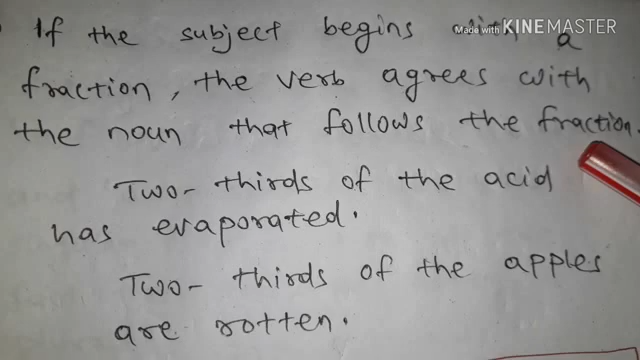 If the subject begins with a
Made with KINEMASTER
fraction, the verb agrees with
the noun that follows the fraction.
Two-thirds of the acid
has evaporated.
Two-thirds of the apples
are rotten.